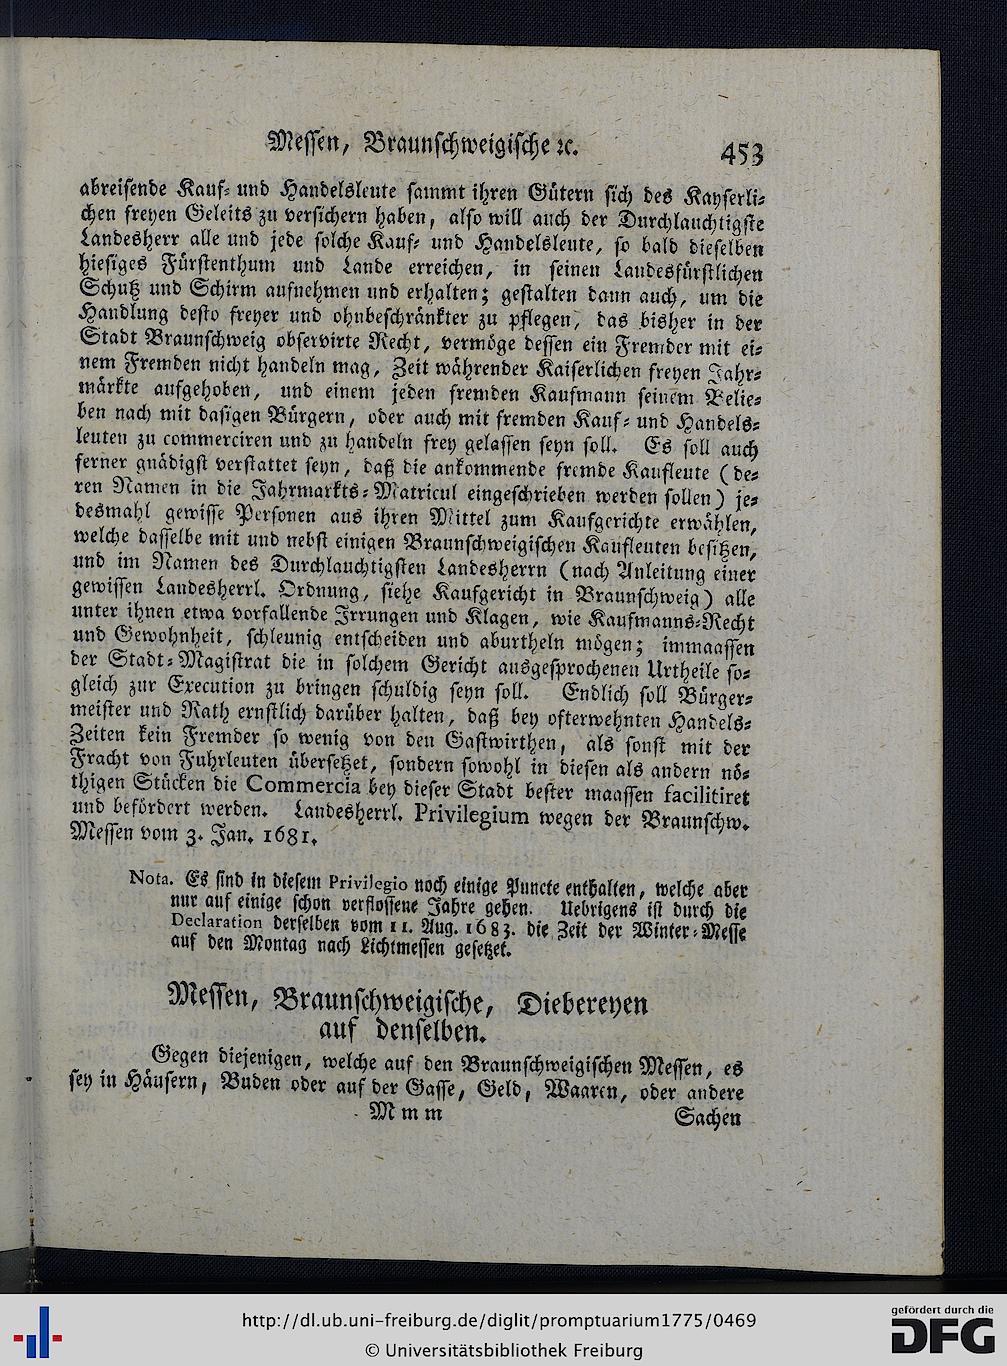 Messen, Braunschweigische ꝛc. 453
abreisende Kauf- und Handelsleute sammt ihren Gütern sich des Kayserli-
chen freyen Geleits zu versichern haben, also will auch der Durchlauchtigste
Landesherr alle und jede solche Kauf- und Handelsleute, so bald dieselben
hiesiges Fürstenthum und Lande erreichen, in seinen Landesfürstlichen
Schutz und Schirm aufnehmen und erhalten; gestalten dann auch, um die
Handlung desto freyer und ohnbeschränkter zu pflegen, das bisher in der
Stadt Braunschweig observirte Recht, vermöge dessen ein Fremder mit ei-
nem Fremden nicht handeln mag, Zeit währender Kaiserlichen freyen Jahr-
märkte aufgehoben, und einem jeden fremden Kaufmann seinem Belie-
ben nach mit dasigen Bürgern, oder auch mit fremden Kauf- und Handels-
leuten zu commerciren und zu handeln frey gelassen seyn soll. Es soll auch
ferner gnädigst verstattet seyn, daß die ankommende fremde Kaufleute (de-
ren Namen in die Jahrmarkts-Matricul eingeschrieben werden sollen) je-
desmahl gewisse Personen aus ihren Mittel zum Kaufgerichte erwählen,
welche dasselbe mit und nebst einigen Braunschweigischen Kaufleuten besitzen,
und im Namen des Durchlauchtigsten Landesherrn (nach Anleitung einer
gewissen Landesherrl. Ordnung, siehe Kaufgericht in Braunschweig) alle
unter ihnen etwa vorfallende Irrungen und Klagen, wie Kaufmanns-Recht
und Gewohnheit, schleunig entscheiden und aburtheln mögen; immaassen
der Stadt-Magistrat die in solchem Gericht ausgesprochenen Urtheile so-
gleich zur Execution zu bringen schuldig seyn soll. Endlich soll Bürger-
meister und Rath ernstlich darüber halten, daß bey ofterwehnten Handels-
Zeiten kein Fremder so wenig von den Gastwirthen, als sonst mit der
Fracht von Fuhrleuten übersetzet, sondern sowohl in diesen als andern nö-
thigen Stücken die Commercia bey dieser Stadt bester maassen facilitiret
und befördert werden. Landesherrl. Privilegium wegen der Braunschw.
Messen vom 3. Jan. 1681.
Nota. Es sind in diesem Privilegio noch einige Puncte enthalten, welche aber
nur auf einige schon verflossene Jahre gehen. Uebrigens ist durch die
Declaration derselben vom 11. Aug. 1683. die Zeit der Winter-Messe
auf den Montag nach Lichtmessen gesetzet.
Messen, Braunschweigische, Diebereyen
auf denselben.
Gegen diejenigen, welche auf den Braunschweigischen Messen, es
sey in Häusern, Buden oder auf der Gasse, Geld, Waaren, oder andere
M m m Sachen
http://dl.ub.uni-freiburg.de/diglit/promptuarium1775/0469
© Universitätsbibliothek Freiburg
gefördert durch die
DFG